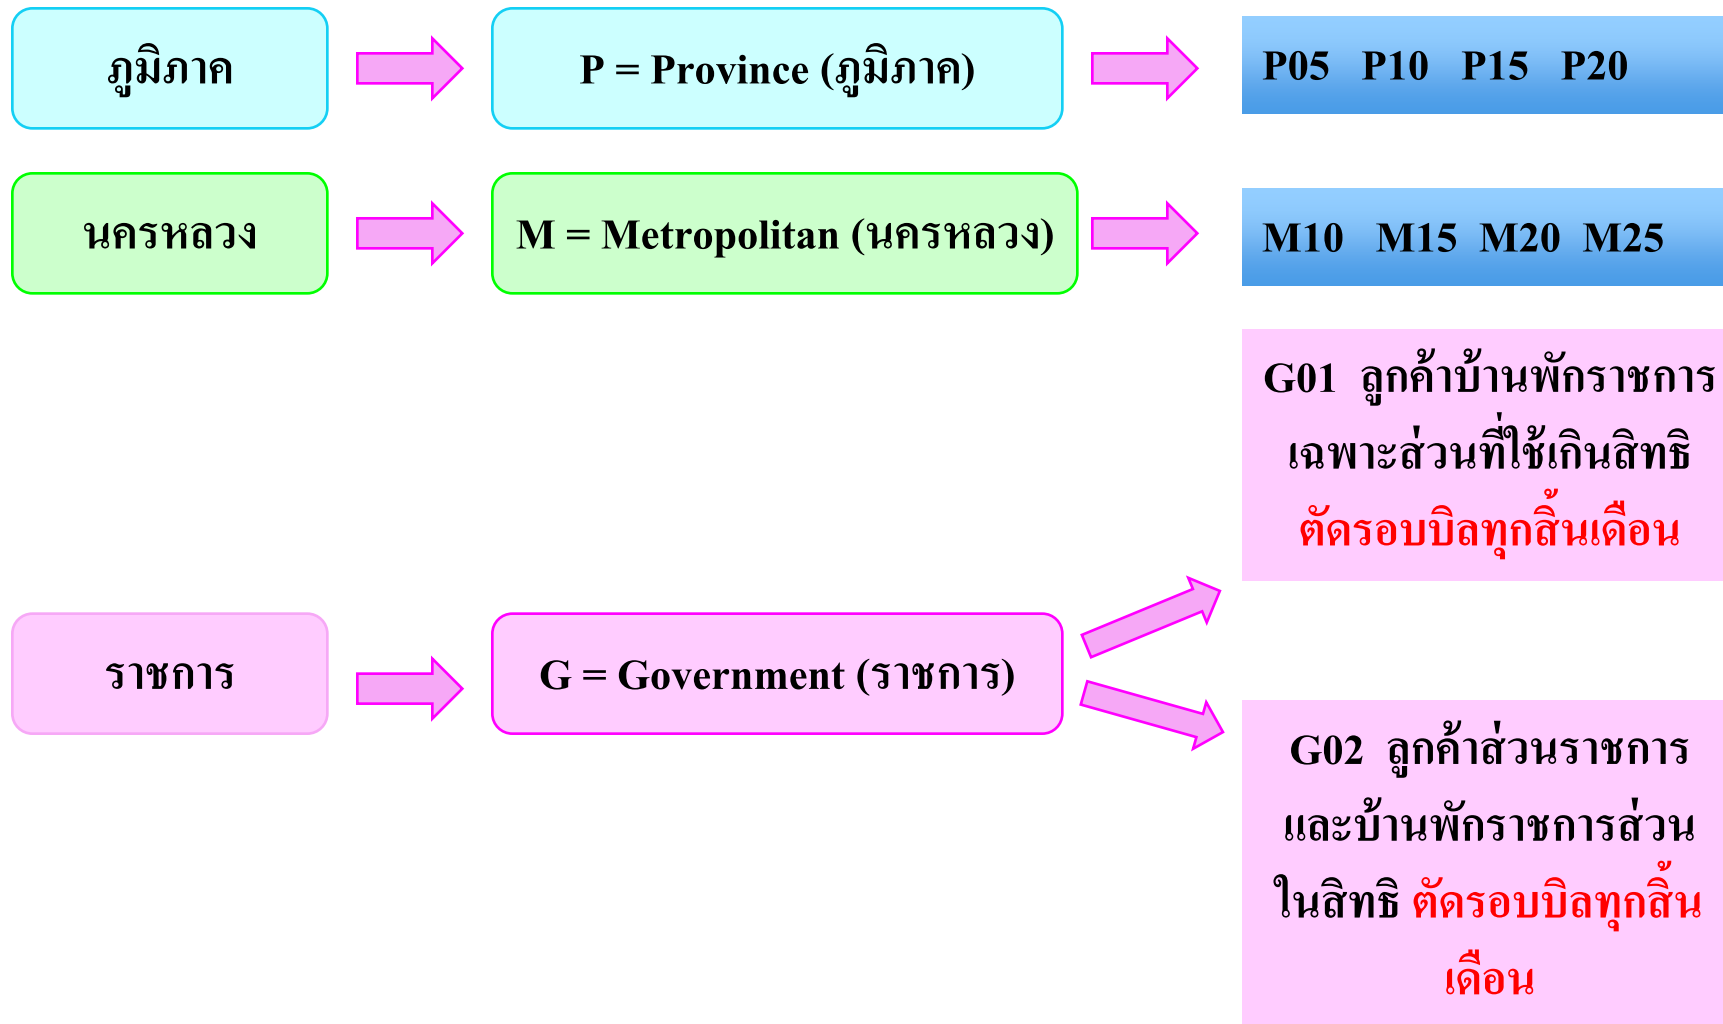 ภูมิภาค
P = Province (ภูมิภาค)
P05 P10 P15 P20
นครหลวง
M = Metropolitan (นครหลวง)
M10 M15 M20 M25
G01 ลูกค้าบ้านพักราชการ
เฉพาะส่วนที่ใช้เกินสิทธิ
ตัดรอบบิลทุกสิ้นเดือน
ราชการ
G = Government (ราชการ)
G02 ลูกค้าส่วนราชการ
และบ้านพักราชการส่วน
ในสิทธิ ตัดรอบบิลทุกสิ้น
เดือน